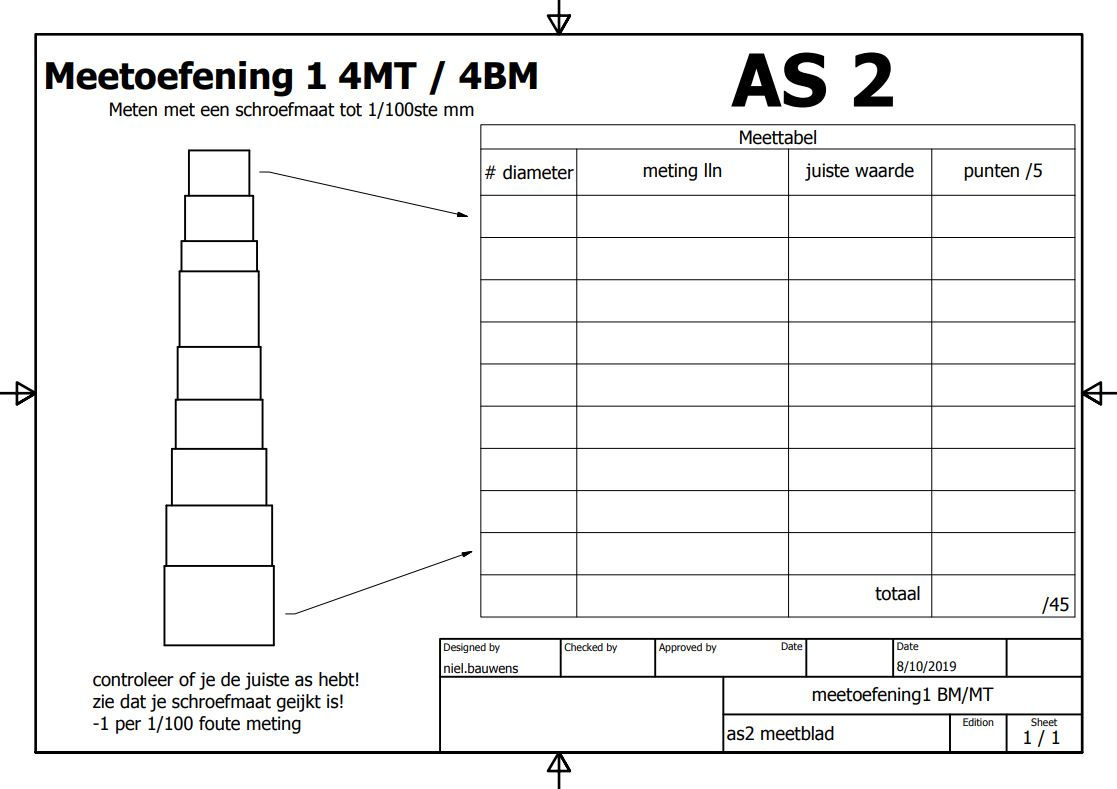 Meetoefening 1 4MT / 4BM
Meten met een schroefmaat tot 1/100ste mm
AS 2
Meettabel
# diameter meting lln juiste waarde punten /5
totaal /45
controleer of je de juiste as hebt!
zie dat je schroefmaat geijkt is!
-1 per 1/100 foute meting
Designed by Checked by Approved by Date Date
niel.bauwens 8/10/2019
meetoefening1 BM/MT
as2 meetblad
Edition Sheet
1 / 1